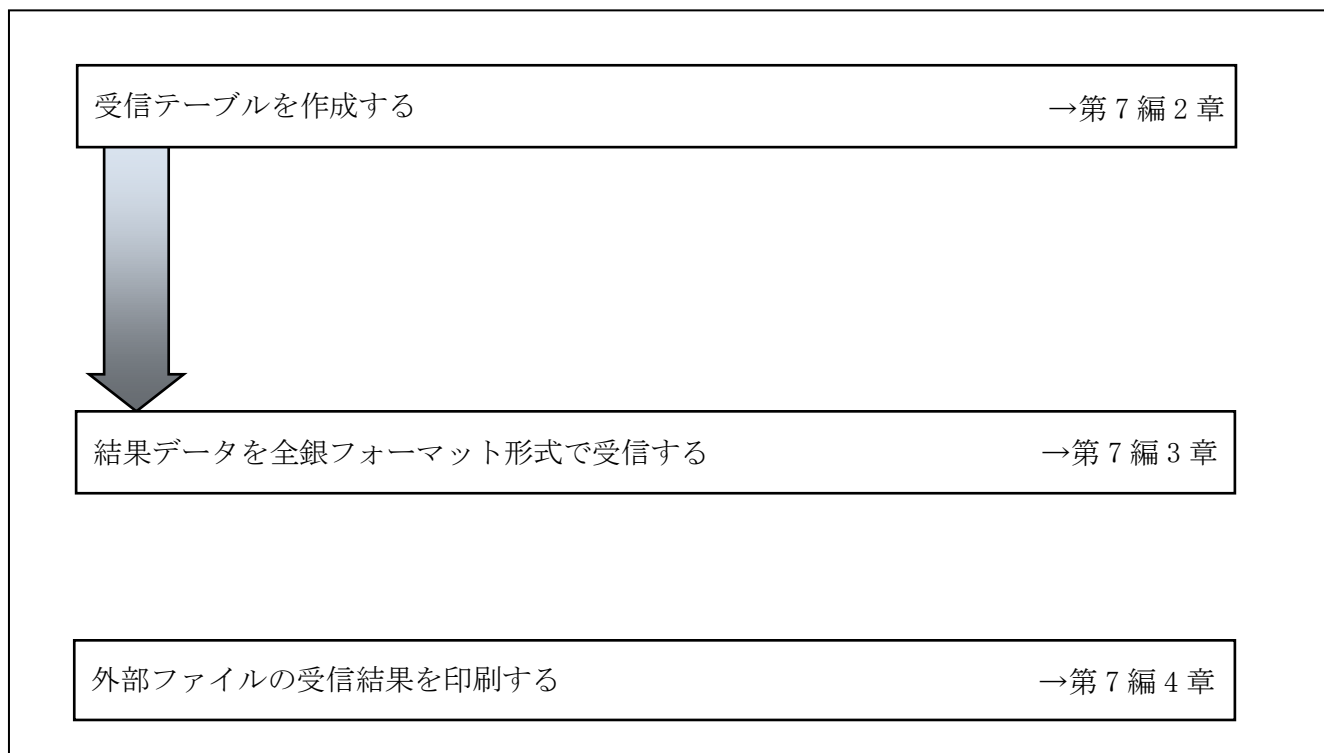 受信テーブルを作成する →第７編２章
結果データを全銀フォーマット形式で受信する →第７編３章
外部ファイルの受信結果を印刷する →第７編４章